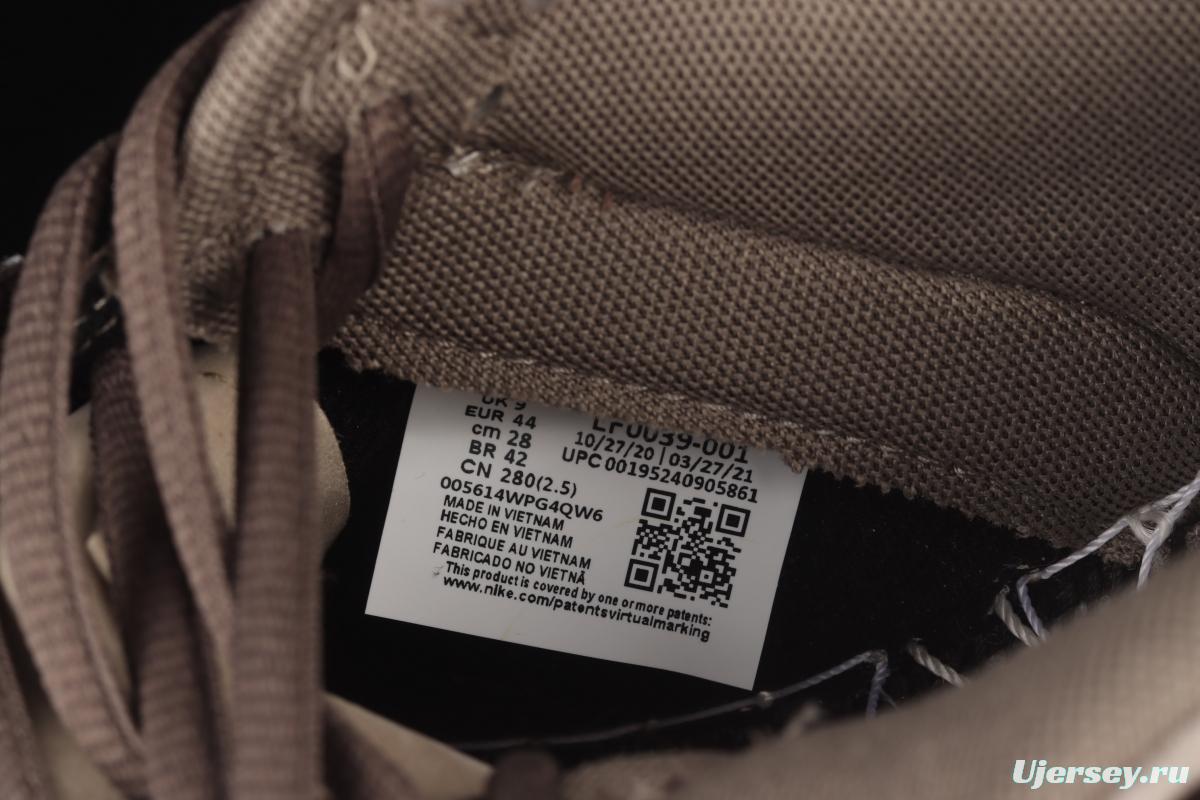 UK 9
EUR 44
cm 28
BR 42
CN 280(2.5)
LF0039-001
10/27/20 | 03/27/21
UPC 00195240905861
005614WPG4QW6
MADE IN VIETNAM
HECHO EN VIETNAM
FABRIQUE AU VIETNAM
FABRICADO NO VIETNÃ
This product is covered by one or more patents:
www.nike.com/patentsvirtualmarking
Ujersey.ru